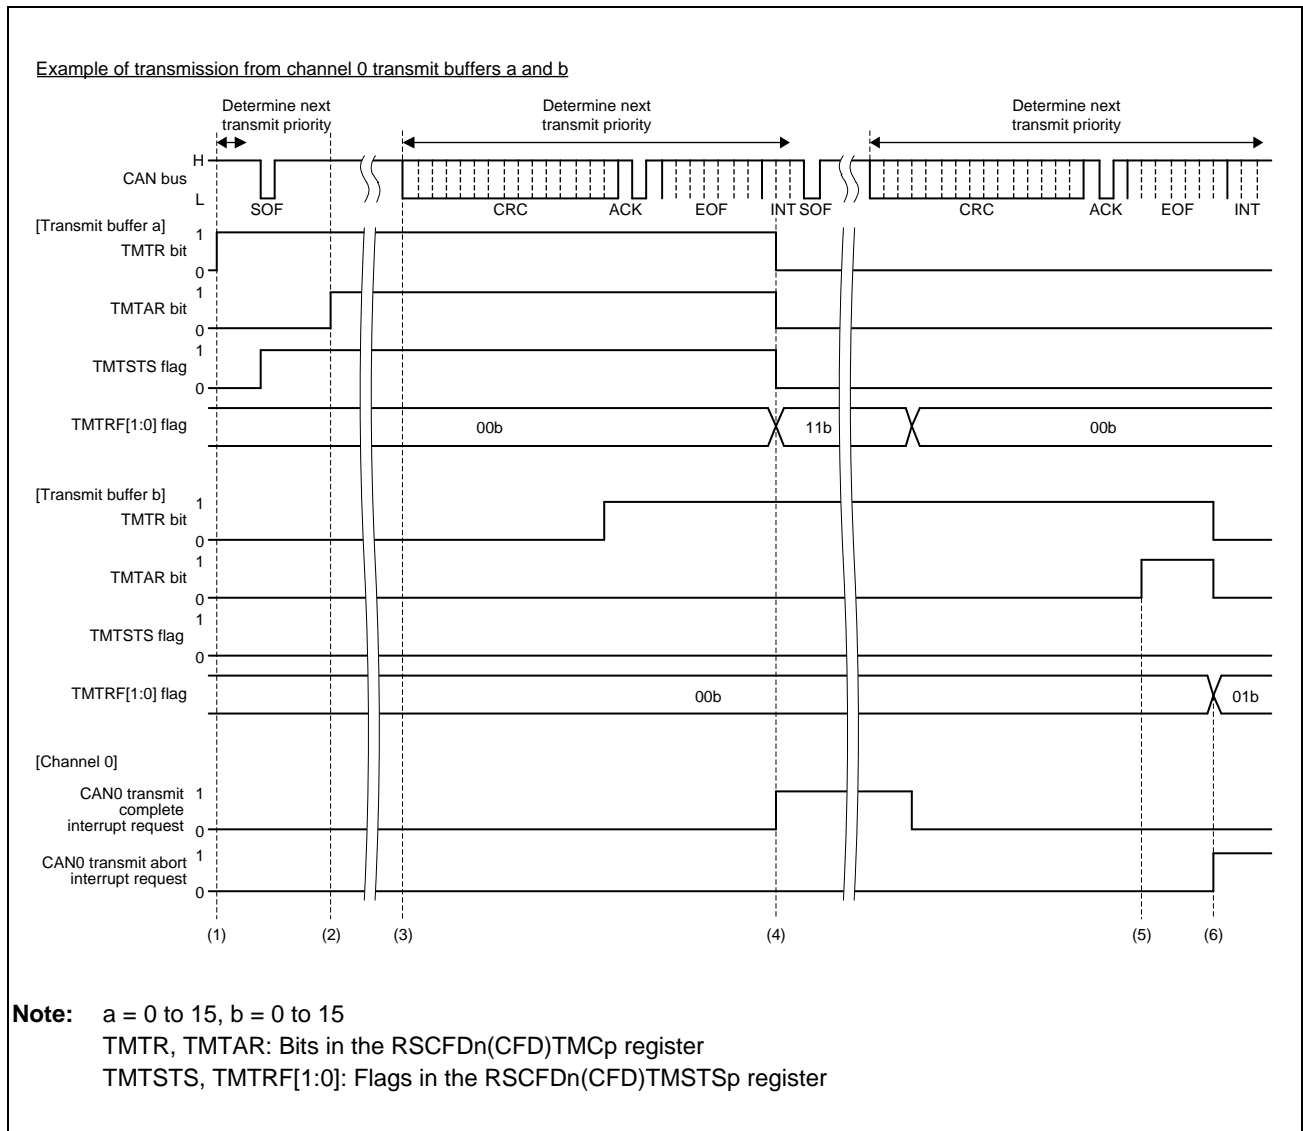 Example of transmission from channel 0 transmit buffers a and b
Determine next
transmit priority
Determine next
transmit priority
Determine next
transmit priority
H
CAN bus
L
SOF
CRC
ACK
EOF
INT
SOF
CRC
ACK
EOF
INT
[Transmit buffer a]
1
TMTR bit
0
1
TMTAR bit
0
1
TMTSTS flag
0
TMTRF[1:0] flag
00b
11b
00b
[Transmit buffer b]
1
TMTR bit
0
1
TMTAR bit
0
1
TMTSTS flag
0
TMTRF[1:0] flag
00b
01b
[Channel 0]
CAN0 transmit
complete
interrupt request
1
0
CAN0 transmit abort
interrupt request
1
0
(1)
(2)
(3)
(4)
(5)
(6)
Note: a = 0 to 15, b = 0 to 15
TMTR, TMTAR: Bits in the RSCFDn(CFD)TMCp register
TMTSTS, TMTRF[1:0]: Flags in the RSCFDn(CFD)TMSTSp register